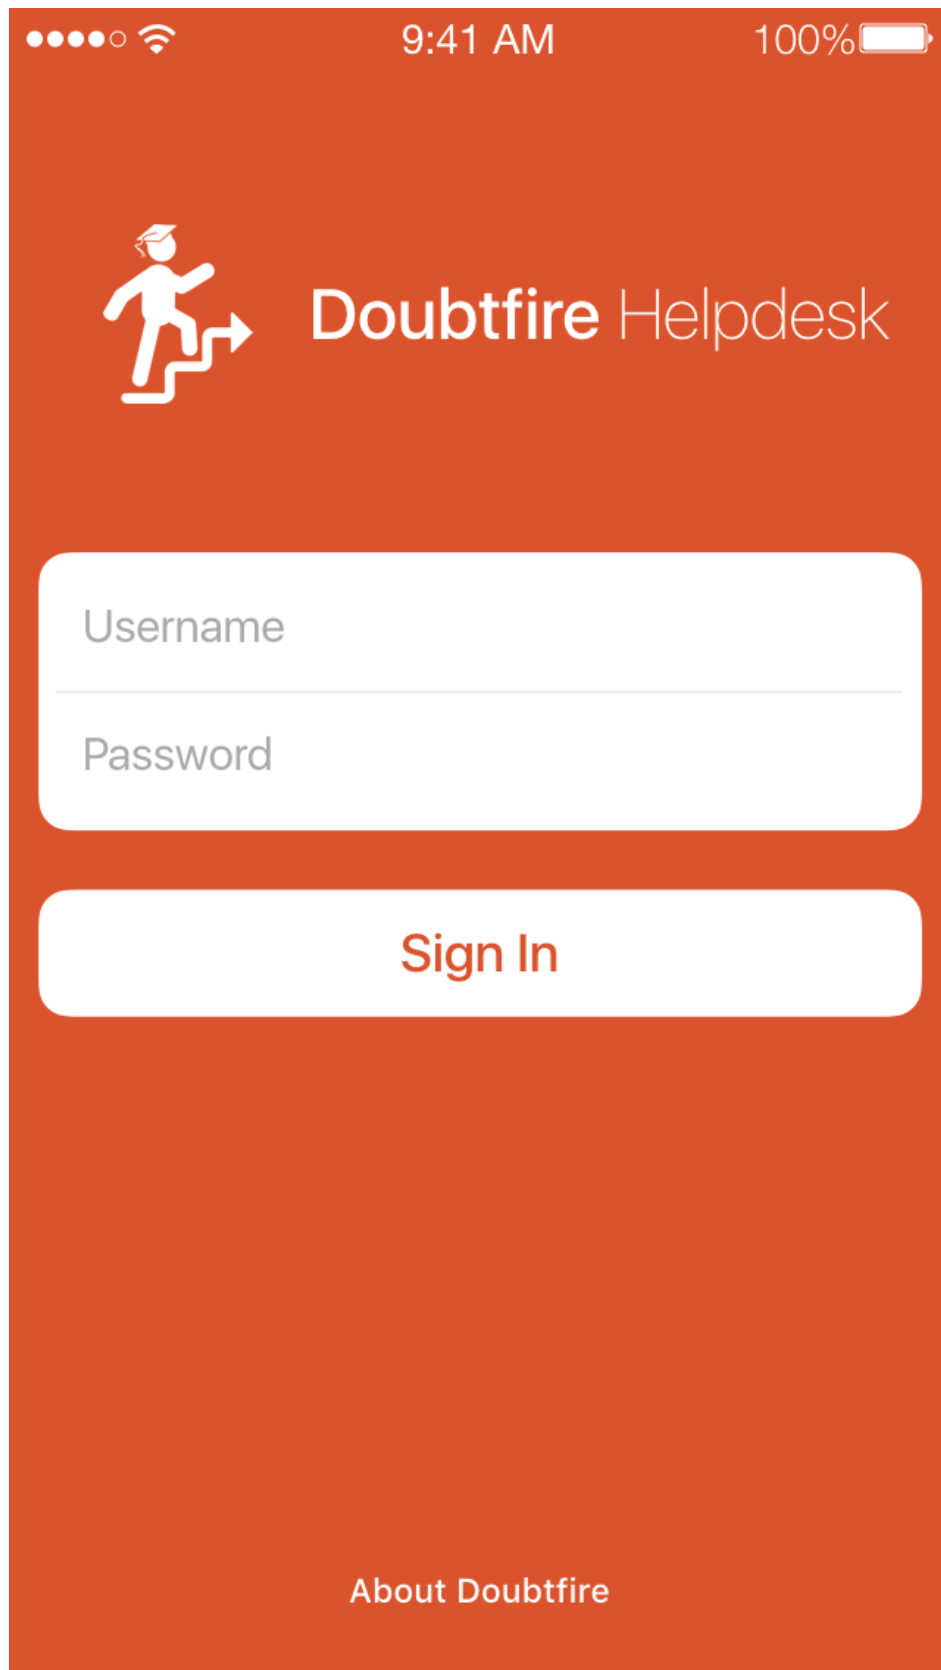 9:41 AM 100%
Doubtfire Helpdesk
Username
Password
Sign In
About Doubtfire